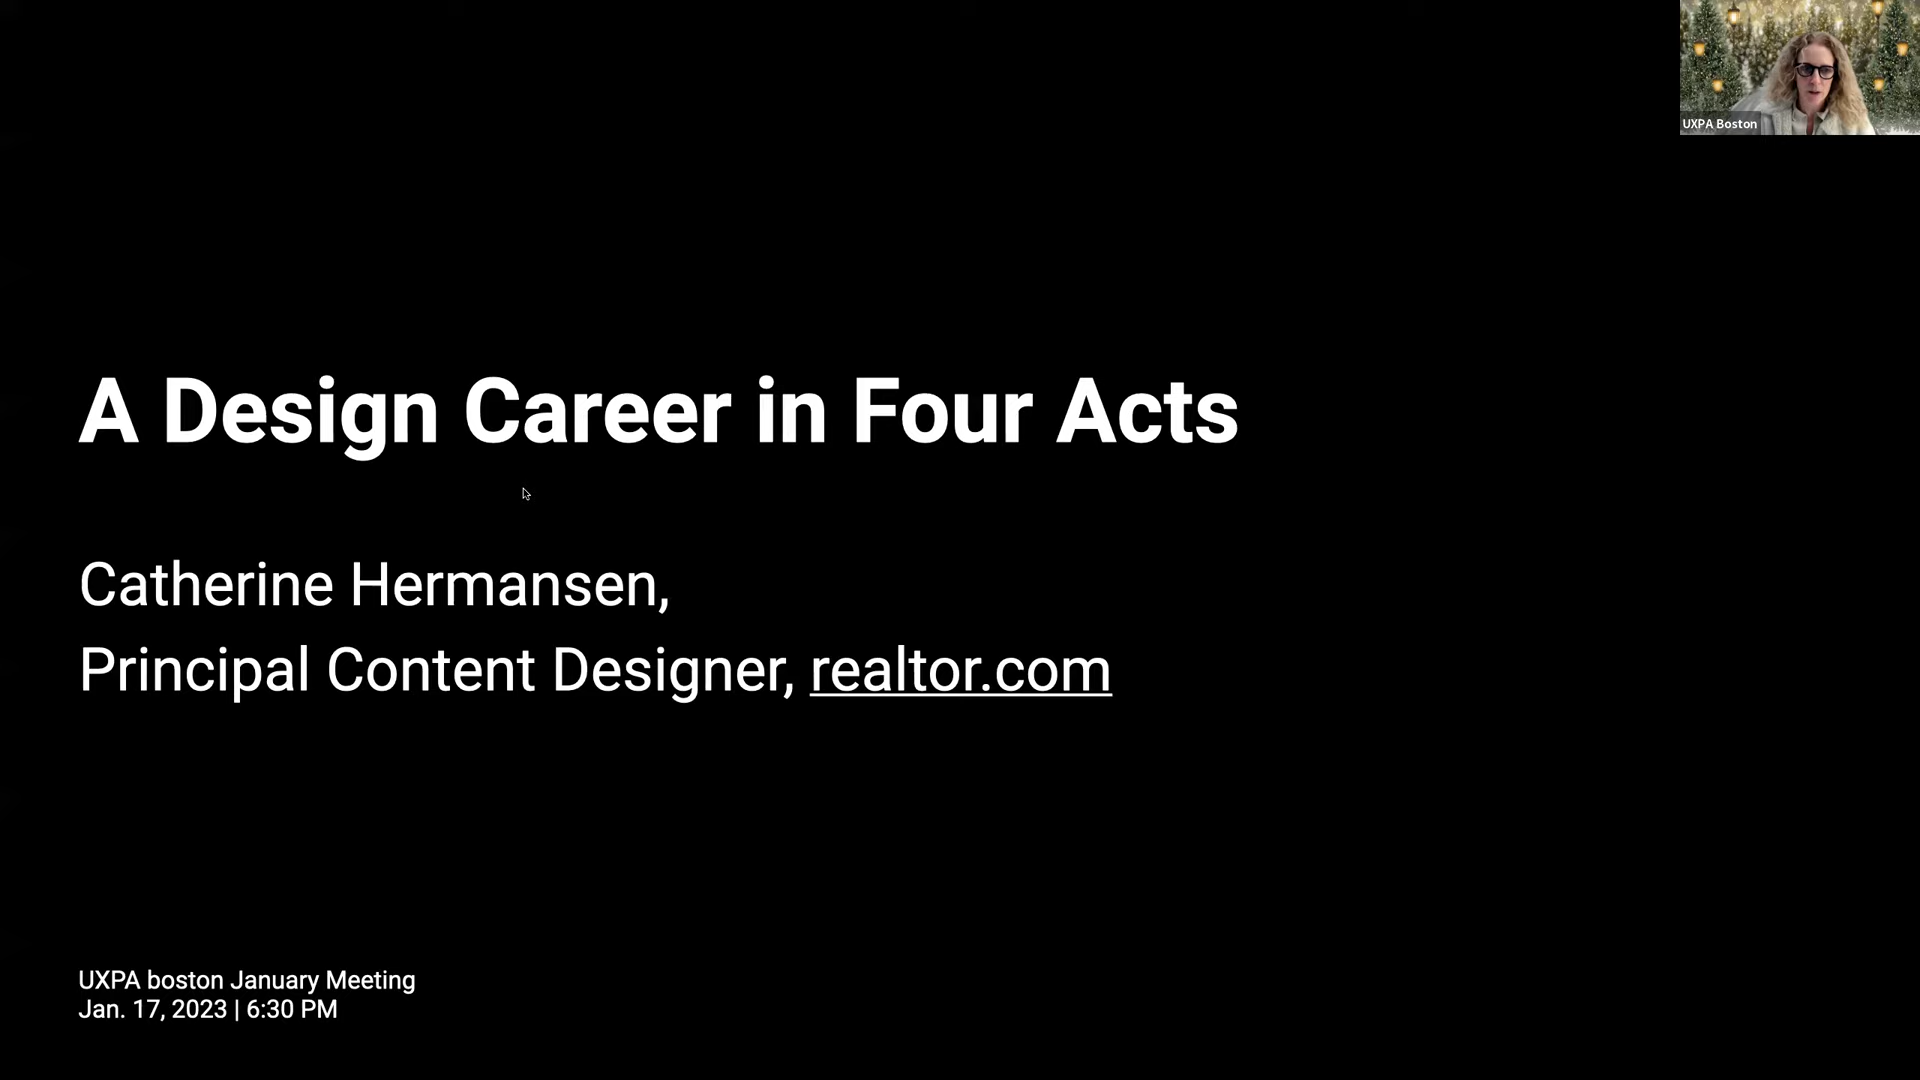 UXPA Boston
A Design Career in Four Acts
Catherine Hermansen,
Principal Content Designer, realtor.com
UXPA boston January Meeting
Jan. 17, 2023 | 6:30 PM